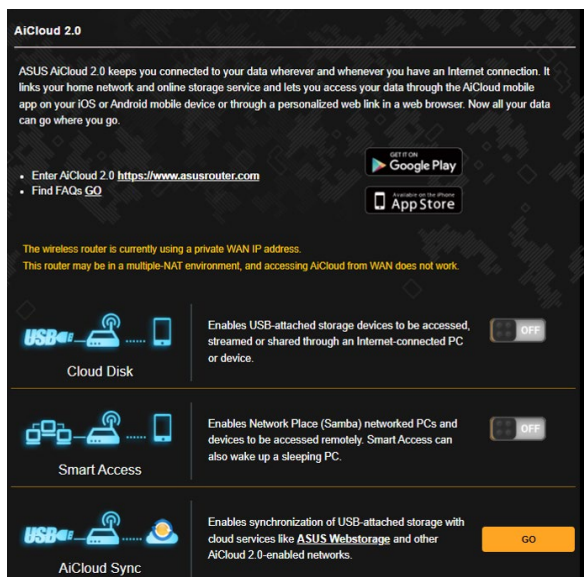 AiCloud 2.0
ASUS AiCloud 2.0 keeps you connected to your data wherever and whenever you have an Internet connection. It
links your home network and online storage service and lets you access your data through the AiCloud mobile
app on your iOS or Android mobile device or through a personalized web link in a web browser. Now all your data
can go where you go.
GET IT ON
Google Play
• Enter AiCloud 2.0 https://www.asusrouter.com
• Find FAQs GO
Available on the iPhone
App Store
The wireless router is currently using a private WAN IP address.
This router may be in a multiple-NAT environment, and accessing AiCloud from WAN does not work.
USB
Cloud Disk
Enables USB-attached storage devices to be accessed,
streamed or shared through an Internet-connected PC
or device.
OFF
Smart Access
Enables Network Place (Samba) networked PCs and
devices to be accessed remotely. Smart Access can
also wake up a sleeping PC.
OFF
USB
AiCloud Sync
Enables synchronization of USB-attached storage with
cloud services like ASUS Webstorage and other
AiCloud 2.0-enabled networks.
GO